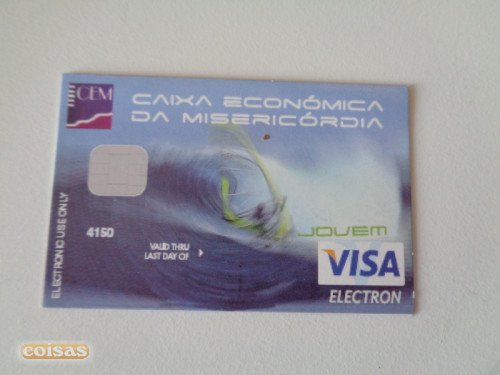 CEM
CAIXA ECONÓMICA
DA MISERICÓRDIA
ELECTRONIC USE ONLY
4150
VALID THRU
LAST DAY OF
JOVEM
VISA
ELECTRON
coisas